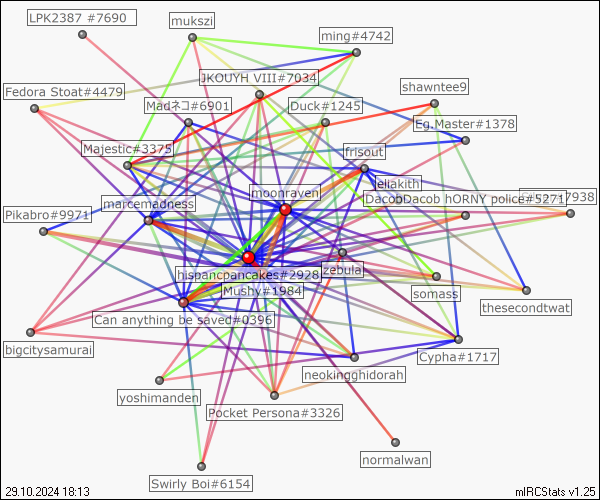 LPK2387 #7690
mukszi
ming#4742
JKOUYH VIII#7034
shawntee9
Fedora Stoat#4479
Madネコ#6901
Duck#1245
Eg.Master#1378
Majestic#3375
frisout
eliakith
moonraven
DacobDacob hORNY police#5271
7938
marcemadness
Pikabro#9971
zebula
hispancpancakes#2928
Mushy#1984
somass
thesecondtwat
Can anything be saved#0396
bigcitysamurai
Cypha#1717
neokingghidorah
yoshimanden
Pocket Persona#3326
normalwan
Swirly Boi#6154
29.10.2024 18:13
mIRCStats v1.25